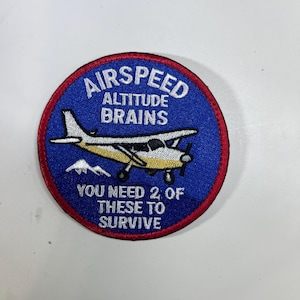 AIRSPEED
ALTITUDE
BRAINS
YOU NEED 2 OF
THESE TO
SURVIVE